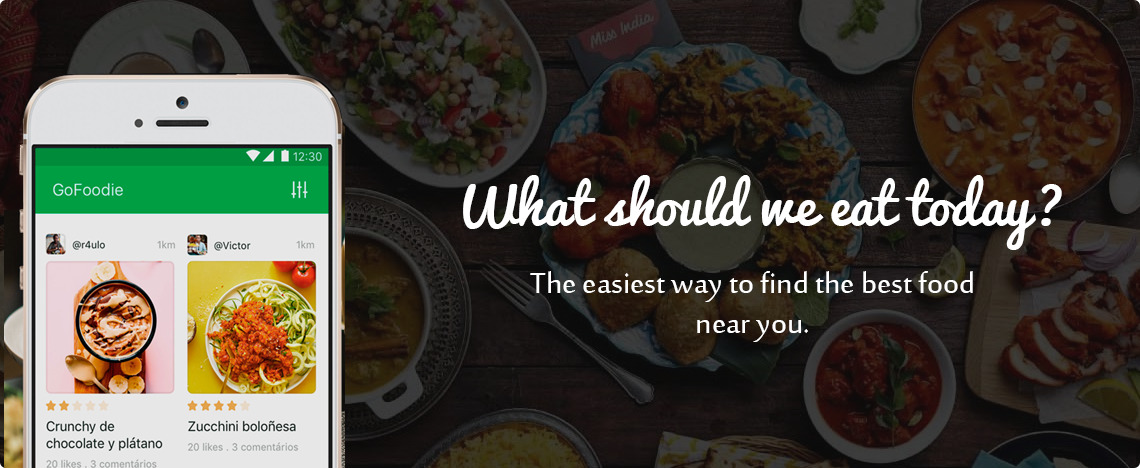 Miss India
12:30
GoFoodie
@r4ulo 1km
@Victor 1km
Crunchy de
chocolate y plátano
20 likes . 3 comentários
Zucchini boloñesa
20 likes . 3 comentários
What should we eat today?
The easiest way to find the best food
near you.